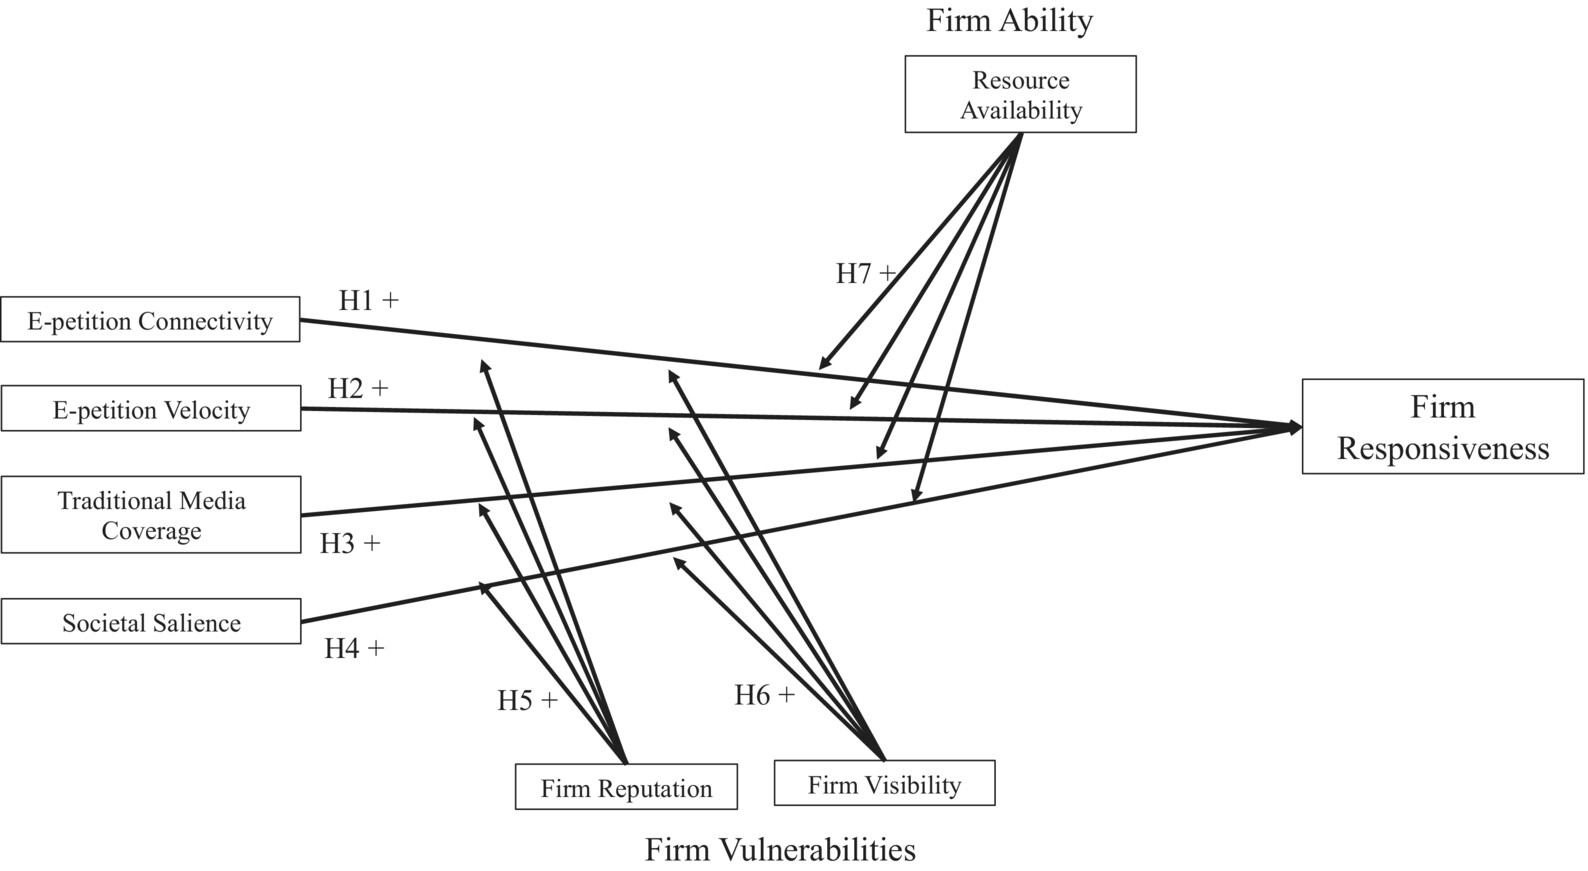 Firm Ability
Resource
Availability
H7 +
H1 +
E-petition Connectivity
H2 +
E-petition Velocity
Firm
Responsiveness
Traditional Media
Coverage
H3 +
Societal Salience
H4 +
H5 +
H6 +
Firm Reputation
Firm Visibility
Firm Vulnerabilities